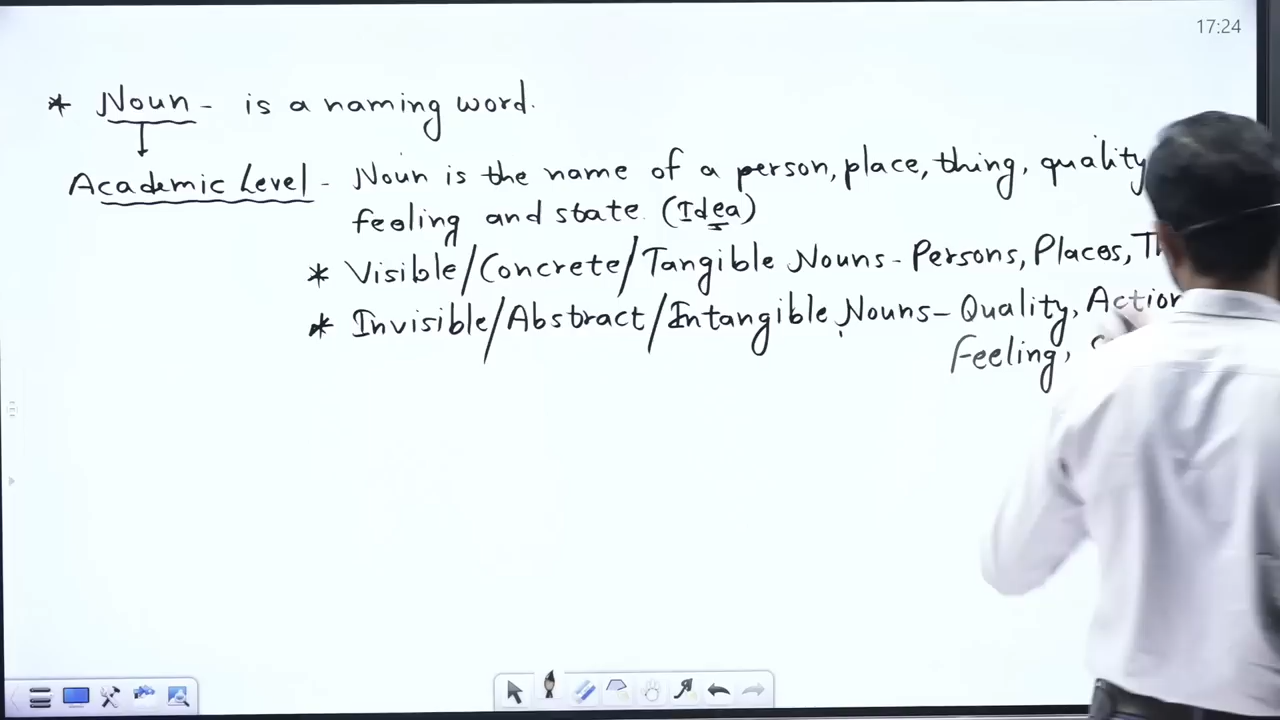 17:24
* Noun - is a naming word.
Academic Level - Noun is the name of a person, place, thing, quality
feeling and state (Idea)
* Visible/Concrete/Tangible Nouns - Persons, Places,
* Invisible/Abstract/Intangible Nouns - Quality, Action
Feeling,